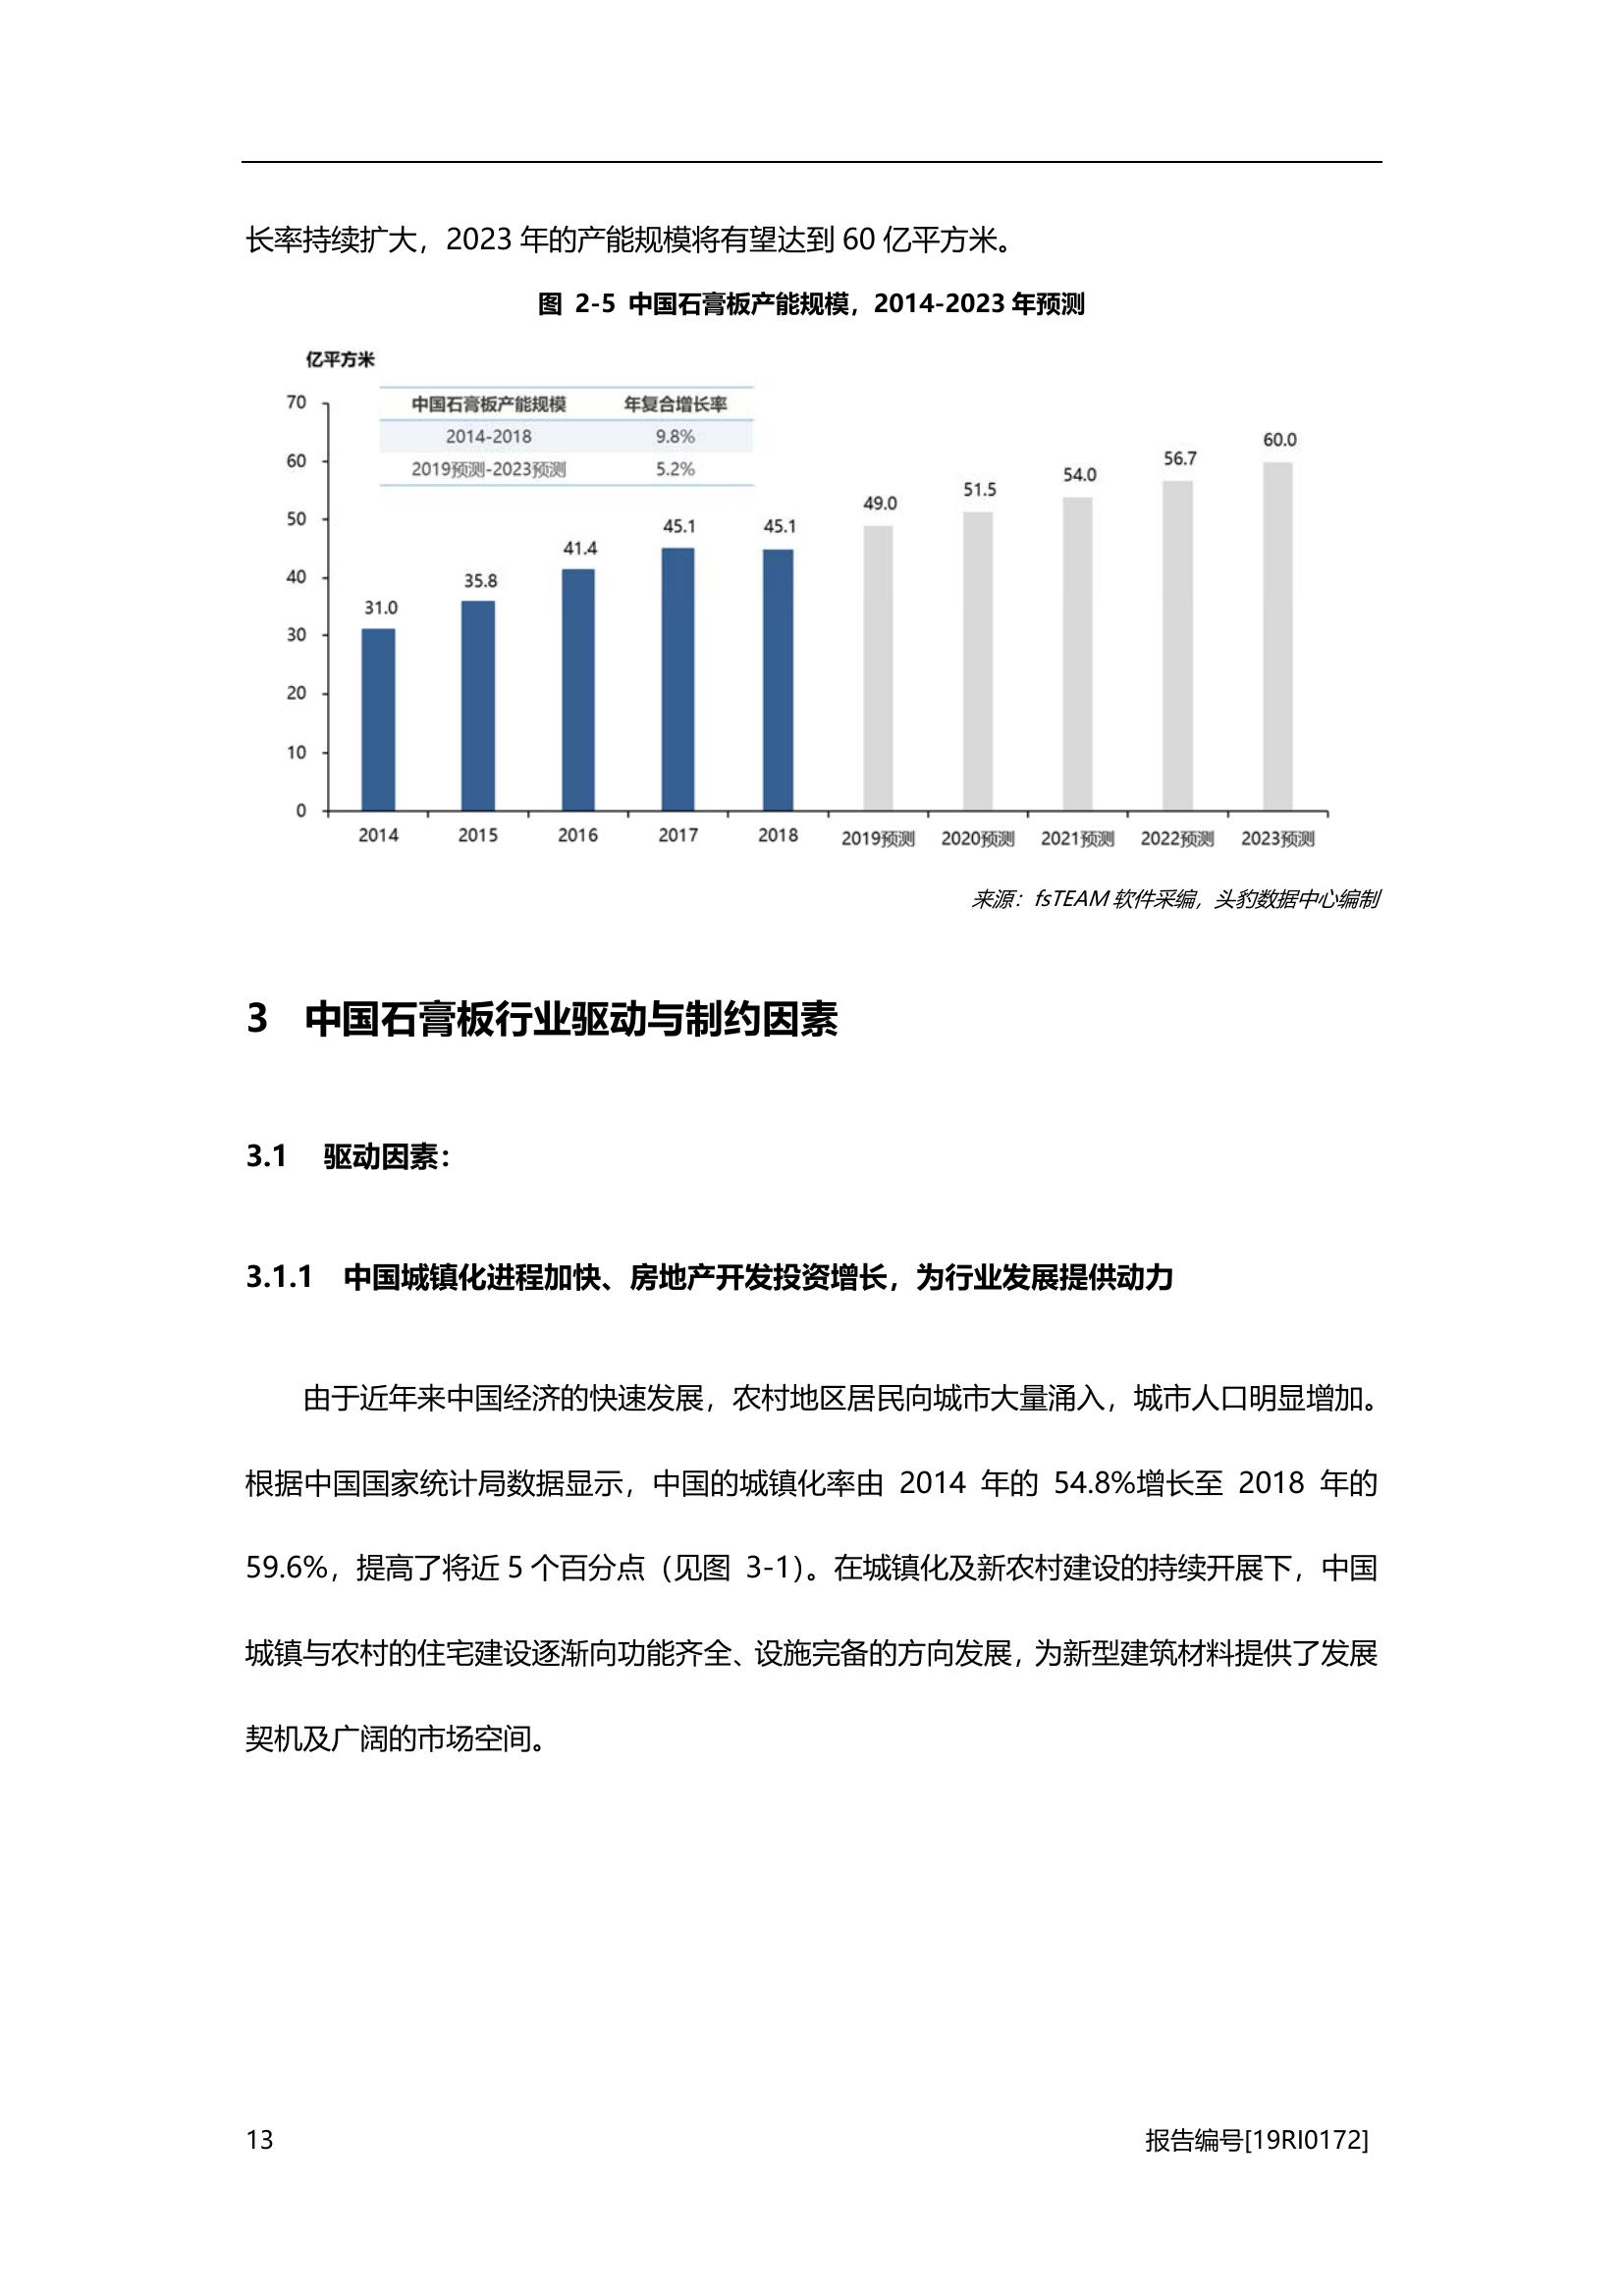 长率持续扩大，2023 年的产能规模将有望达到 60 亿平方米。
图 2-5 中国石膏板产能规模，2014-2023 年预测
亿平方米
中国石膏板产能规模 年复合增长率
2014-2018 9.8%
2019预测-2023预测 5.2%
70
60
50
40
30
20
10
0
31.0
35.8
41.4
45.1
45.1
49.0
51.5
54.0
56.7
60.0
2014 2015 2016 2017 2018 2019预测 2020预测 2021预测 2022预测 2023预测
来源：fsTEAM 软件采编，头豹数据中心编制
3 中国石膏板行业驱动与制约因素
3.1 驱动因素：
3.1.1 中国城镇化进程加快、房地产开发投资增长，为行业发展提供动力
由于近年来中国经济的快速发展，农村地区居民向城市大量涌入，城市人口明显增加。
根据中国国家统计局数据显示，中国的城镇化率由 2014 年的 54.8%增长至 2018 年的
59.6%，提高了将近 5 个百分点（见图 3-1）。在城镇化及新农村建设的持续开展下，中国
城镇与农村的住宅建设逐渐向功能齐全、设施完备的方向发展，为新型建筑材料提供了发展
契机及广阔的市场空间。
13 报告编号[19RI0172]